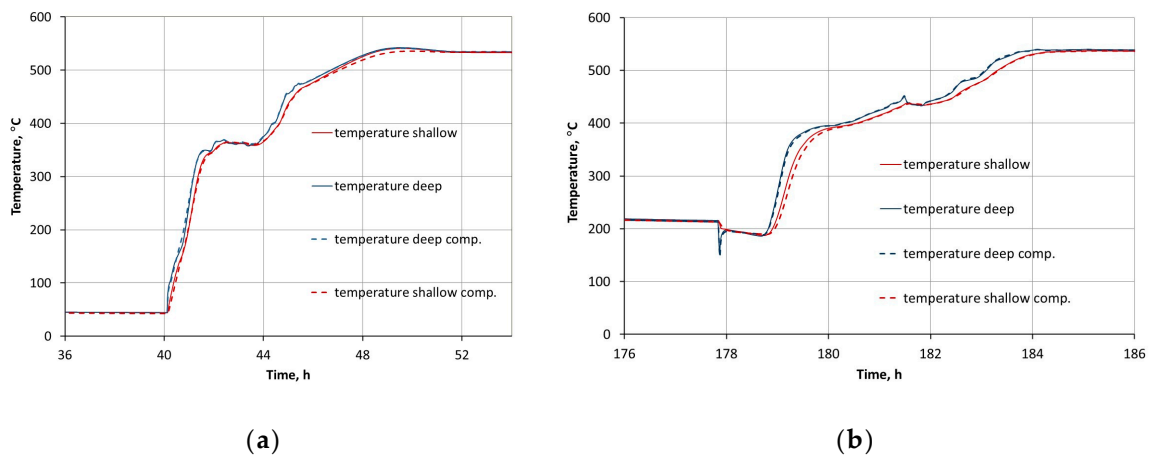 600
500
400
300
200
100
0
36
40
44
48
52
Temperature, °C
Time, h
temperature shallow
temperature deep
temperature deep comp.
temperature shallow comp.
(a)
600
500
400
300
200
100
0
176
178
180
182
184
186
Temperature, °C
Time, h
temperature shallow
temperature deep
temperature deep comp.
temperature shallow comp.
(b)